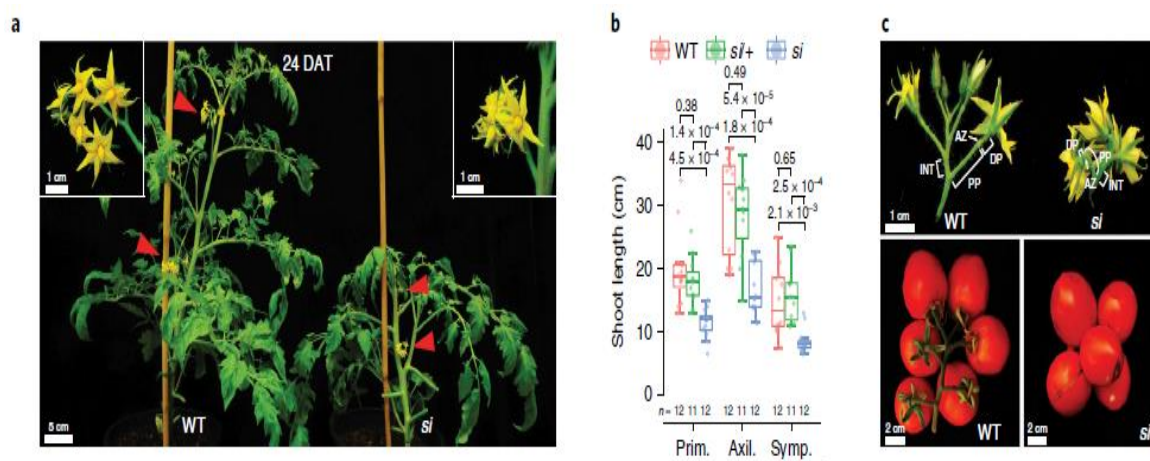 a
24 DAT
1 cm
1 cm
WT
si
5 cm
b
WT
si/+
si
0.49
5.4 × 10⁻⁵
1.8 × 10⁻⁴
0.38
1.4 × 10⁻⁴
4.5 × 10⁻⁴
0.65
2.5 × 10⁻⁴
2.1 × 10⁻³
Shoot length (cm)
40
30
20
10
0
n = 12 11 12 12 11 12 12 11 12
Prim. Axil. Symp.
c
AZ
DP
INT
PP
1 cm
WT
DP
PP
AZ
INT
si
2 cm
WT
2 cm
si